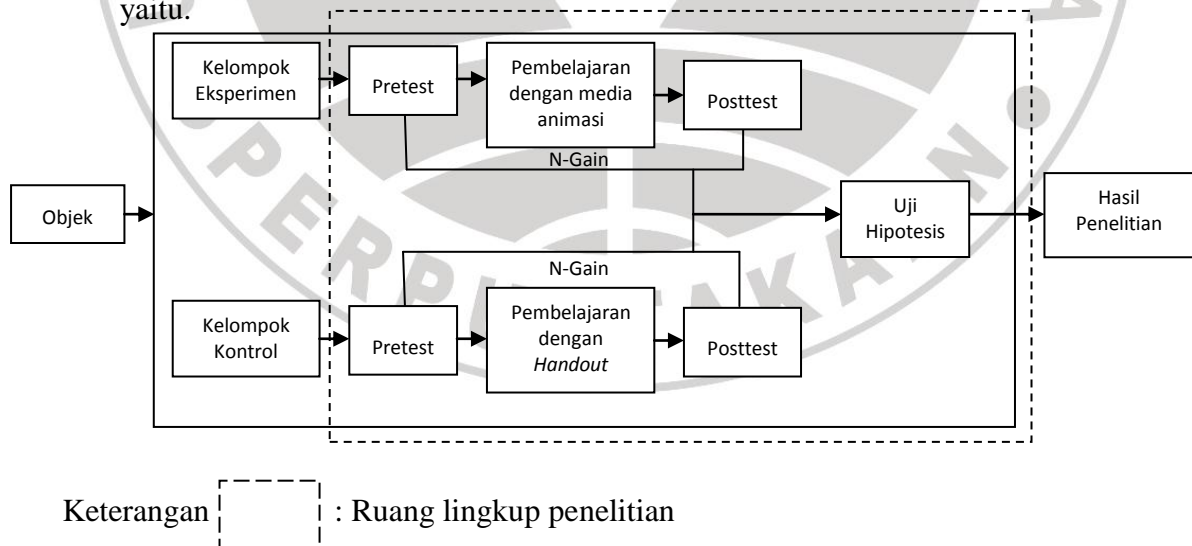 yaitu.
Kelompok
Eksperimen
Pretest
Pembelajaran
dengan media
animasi
Posttest
N-Gain
Objek
Uji
Hipotesis
Hasil
Penelitian
N-Gain
Kelompok
Kontrol
Pretest
Pembelajaran
dengan
Handout
Posttest
Keterangan : Ruang lingkup penelitian